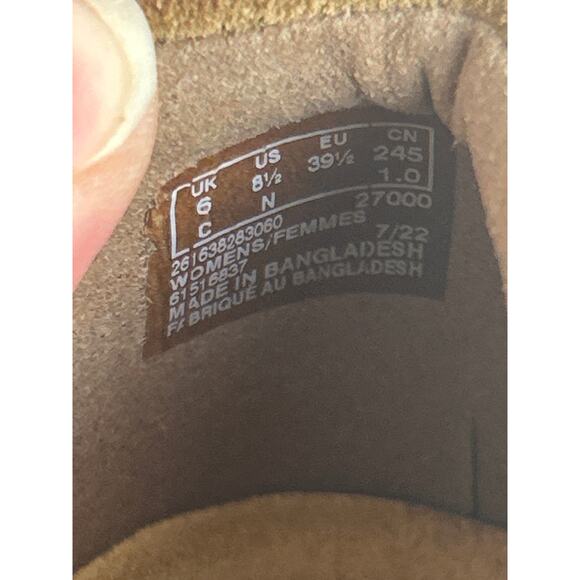 UK US EU CN
6 8½ 39½ 245
C N 1.0
261638283060 27000
WOMENS/FEMMES
61516837 7/22
MADE IN BANGLADESH
FABRIQUÉ AU BANGLADESH